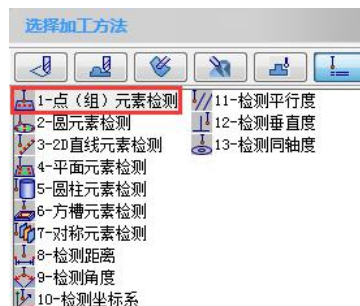 选择加工方法
1-点（组）元素检测
2-圆元素检测
3-2D直线元素检测
4-平面元素检测
5-圆柱元素检测
6-方槽元素检测
7-对称元素检测
8-检测距离
9-检测角度
10-检测坐标系
11-检测平行度
12-检测垂直度
13-检测同轴度